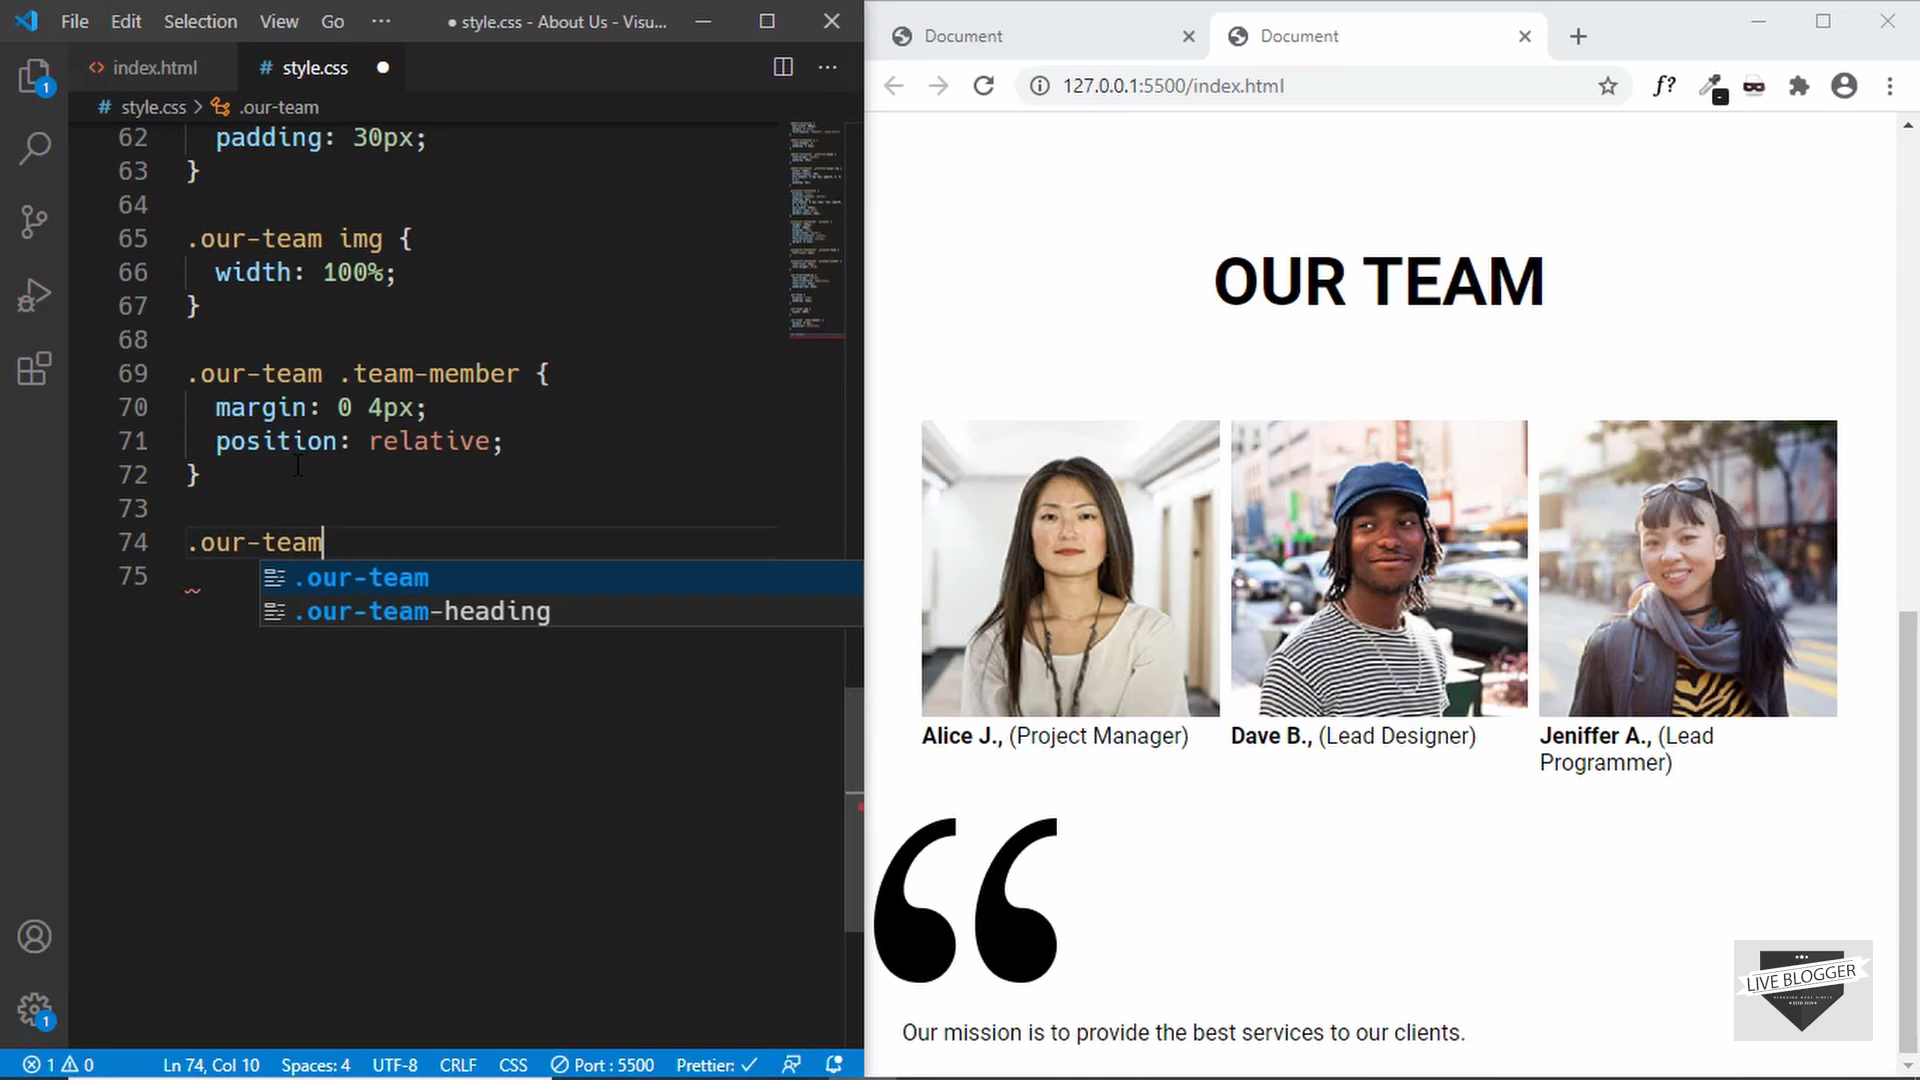 File Edit Selection View Go ··· ● style.css - About Us - Visu...
<> index.html # style.css ●
# style.css > .our-team
62 padding: 30px;
63 }
64
65 .our-team img {
66 width: 100%;
67 }
68
69 .our-team .team-member {
70 margin: 0 4px;
71 position: relative;
72 }
73
74 .our-team
75
.our-team
.our-team-heading
1
1
1 0 Ln 74, Col 10 Spaces: 4 UTF-8 CRLF CSS Port : 5500 Prettier: ✓
Document Document
127.0.0.1:5500/index.html f?
OUR TEAM
Alice J., (Project Manager)
Dave B., (Lead Designer)
Jeniffer A., (Lead
Programmer)
“
Our mission is to provide the best services to our clients.
LIVE BLOGGER